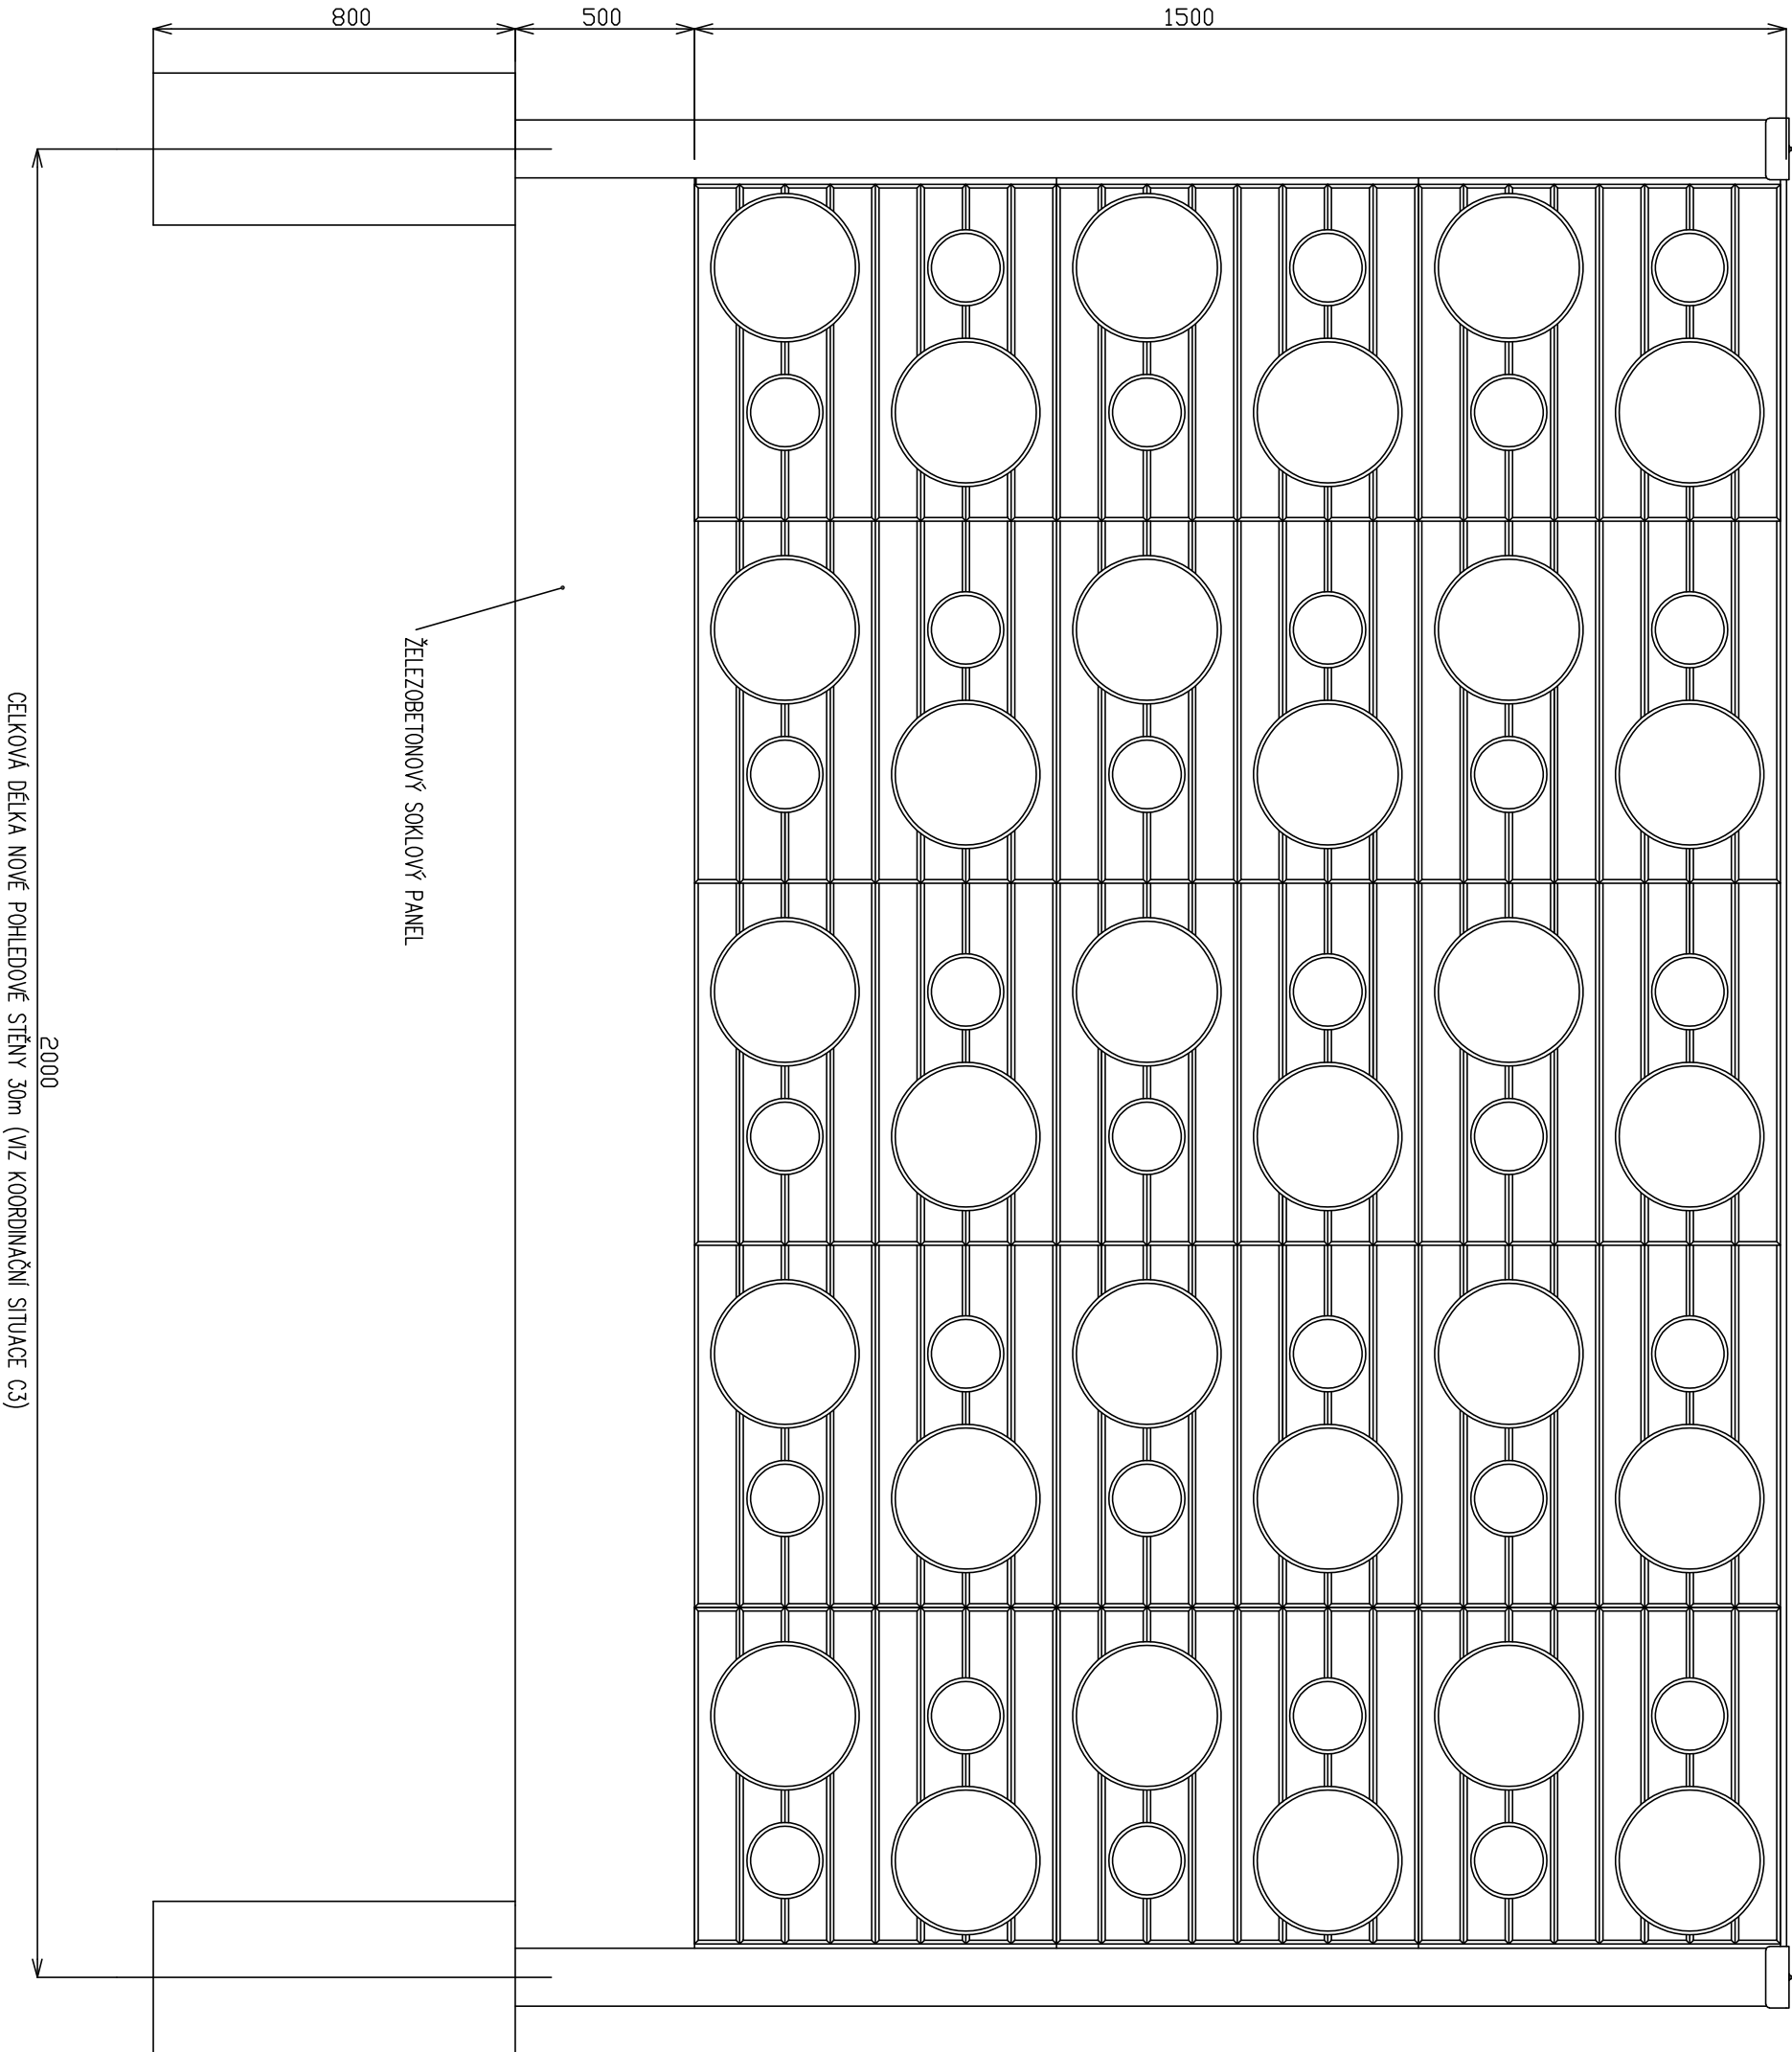 1500
500
800
ŽELEZOBETONOVÝ SOKLOVÝ PANEL
2000
CELKOVÁ DÉLKA NOVÉ POHLEDOVÉ STĚNY 30m (VIZ KOORDINAČNÍ SITUACE C3)